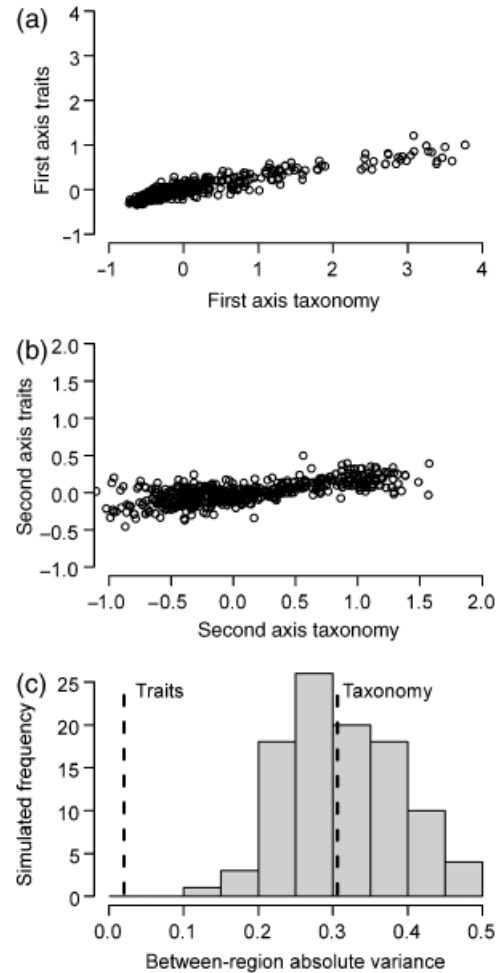 (a)
4
3
2
1
0
−1
First axis traits
−1 0 1 2 3 4
First axis taxonomy
(b)
2.0
1.5
1.0
0.5
0.0
−0.5
−1.0
Second axis traits
−1.0 −0.5 0.0 0.5 1.0 1.5 2.0
Second axis taxonomy
(c)
Traits Taxonomy
25
20
15
10
5
0
Simulated frequency
0.0 0.1 0.2 0.3 0.4 0.5
Between-region absolute variance